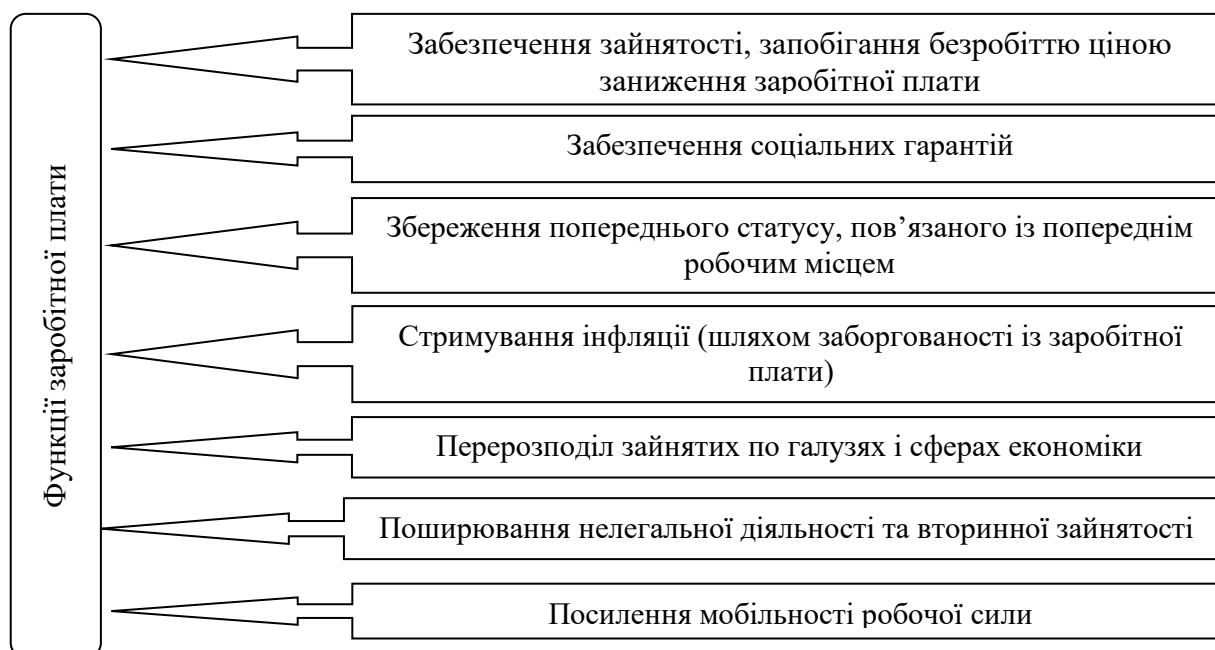 Функції заробітної плати
Забезпечення зайнятості, запобігання безробіттю ціною
заниження заробітної плати
Забезпечення соціальних гарантій
Збереження попереднього статусу, пов’язаного із попереднім
робочим місцем
Стримування інфляції (шляхом заборгованості із заробітної
плати)
Перерозподіл зайнятих по галузях і сферах економіки
Поширювання нелегальної діяльності та вторинної зайнятості
Посилення мобільності робочої сили